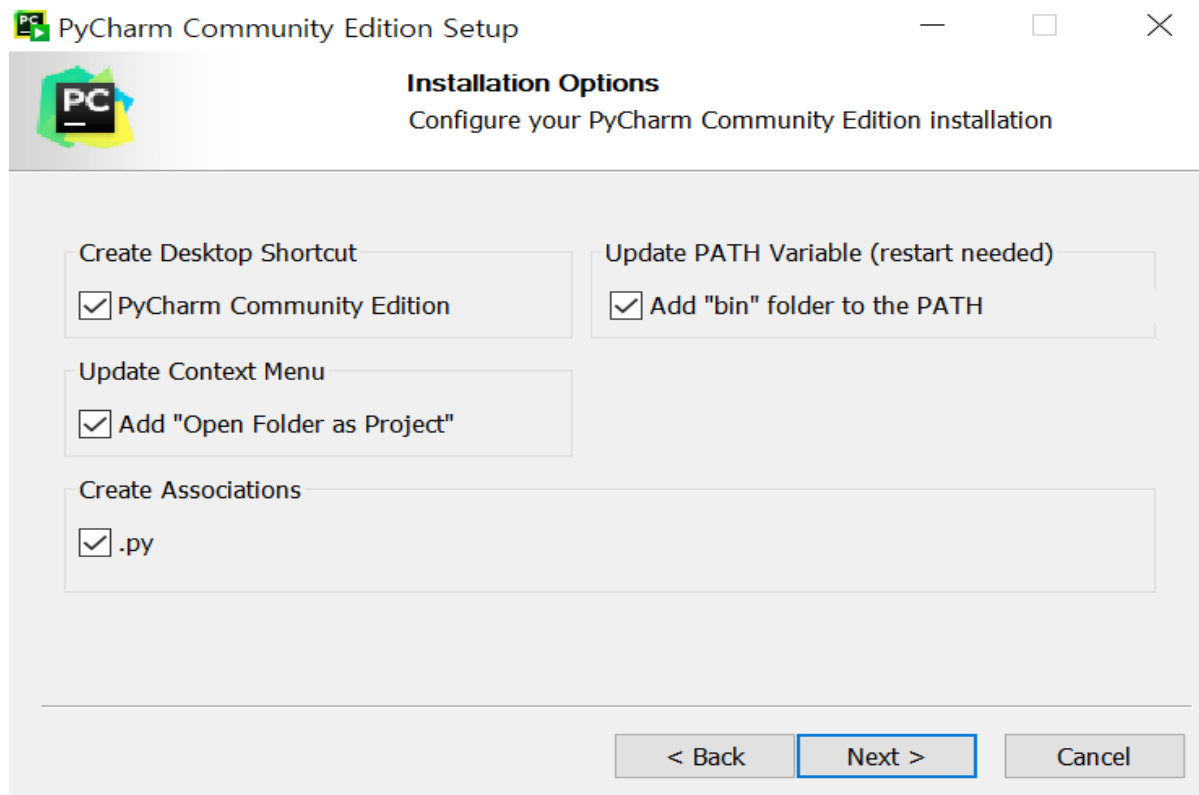 PyCharm Community Edition Setup
PC
Installation Options
Configure your PyCharm Community Edition installation
Create Desktop Shortcut
PyCharm Community Edition
Update PATH Variable (restart needed)
Add "bin" folder to the PATH
Update Context Menu
Add "Open Folder as Project"
Create Associations
.py
< Back
Next >
Cancel